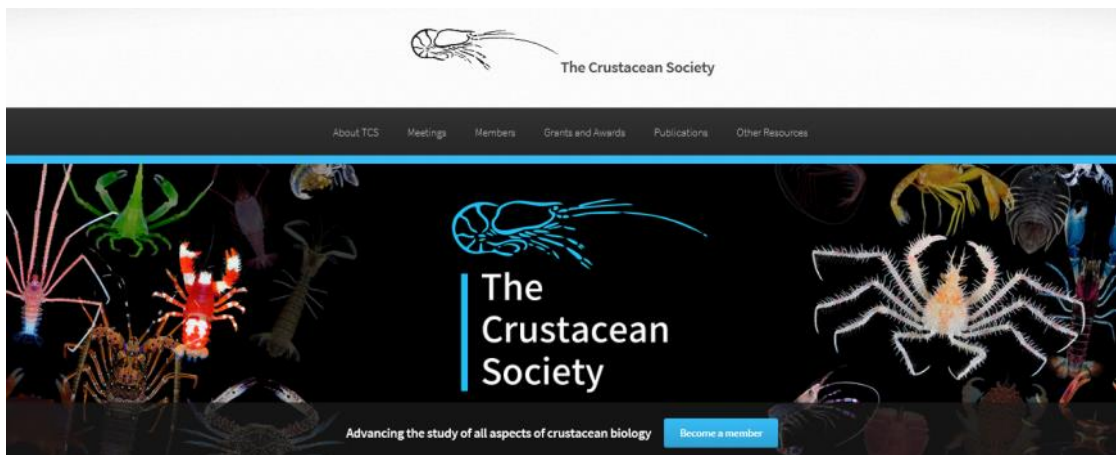 The Crustacean Society
About TCS Meetings Members Grants and Awards Publications Other Resources
The
Crustacean
Society
Advancing the study of all aspects of crustacean biology Become a member